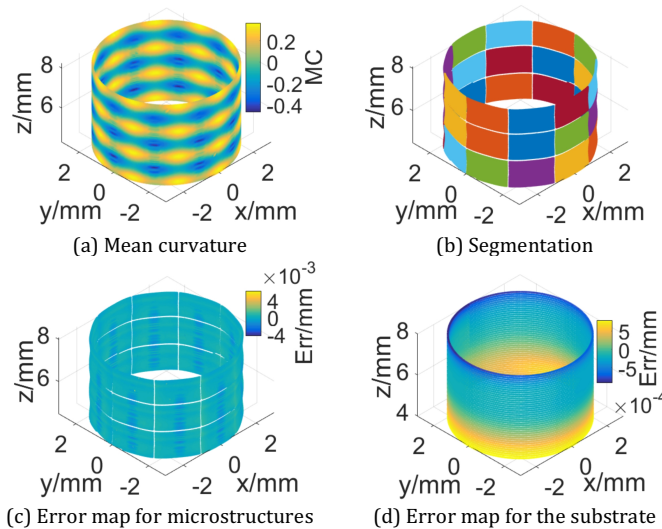 0.2
0
-0.2
-0.4
MC
8
6
z/mm
2
0
-2
y/mm
2
0
-2
x/mm
(a) Mean curvature
8
6
z/mm
2
0
-2
y/mm
2
0
-2
x/mm
(b) Segmentation
×10⁻³
4
0
-4
Err/mm
8
6
z/mm
2
0
-2
y/mm
2
0
-2
x/mm
(c) Error map for microstructures
5
0
-5
Err/mm
×10⁻⁴
8
6
4
z/mm
2
0
-2
y/mm
2
0
-2
x/mm
(d) Error map for the substrate